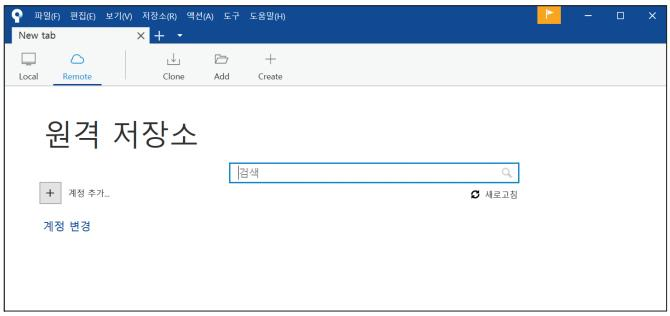 파일(F) 편집(E) 보기(V) 저장소(R) 액션(A) 도구 도움말(H)
New tab
Local Remote Clone Add Create
원격 저장소
검색
계정 추가...
새로고침
계정 변경